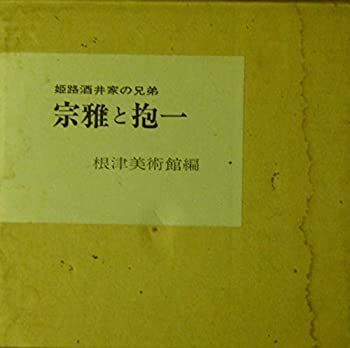 姫路酒井家の兄弟
宗雅と抱一
根津美術館編